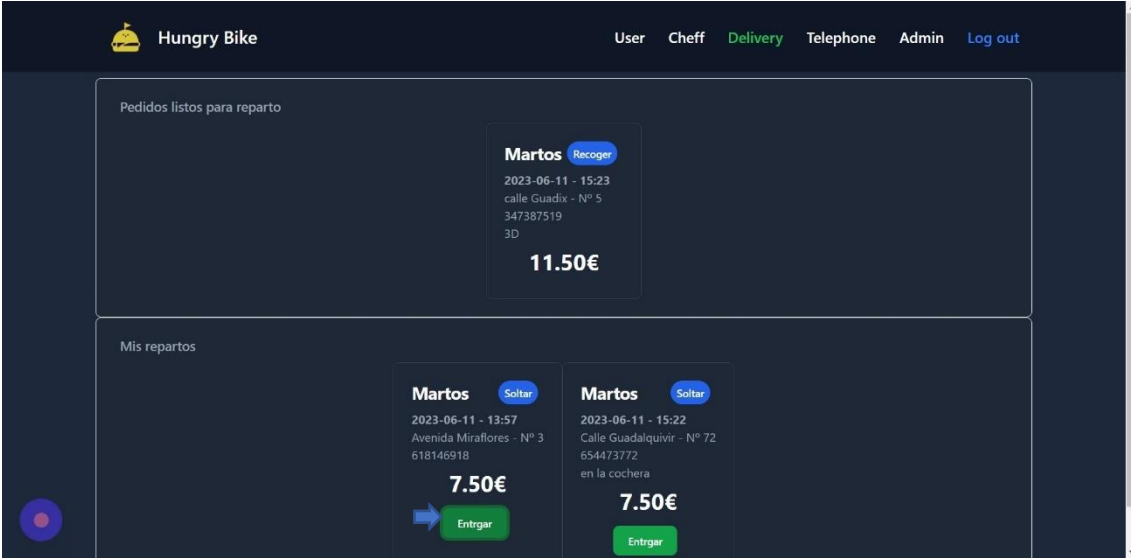 Hungry Bike
User Cheff Delivery Telephone Admin Log out
Pedidos listos para reparto
Martos Recoger
2023-06-11 - 15:23
calle Guadix - Nº 5
347387519
3D
11.50€
Mis repartos
Martos Soltar
2023-06-11 - 13:57
Avenida Miraflores - Nº 3
618146918
7.50€
Entrgar
Martos Soltar
2023-06-11 - 15:22
Calle Guadalquivir - Nº 72
654473772
en la cochera
7.50€
Entrgar